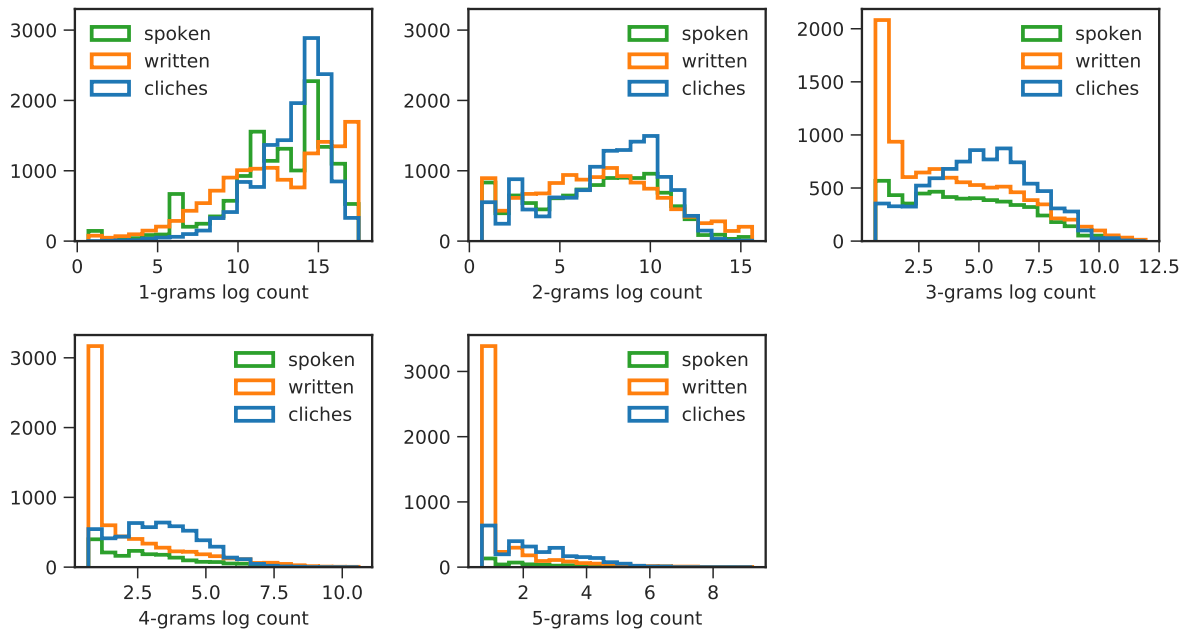 3000
2000
1000
0
spoken
written
cliches
0 5 10 15
1-grams log count
3000
2000
1000
0
spoken
written
cliches
0 5 10 15
2-grams log count
2000
1500
1000
500
0
spoken
written
cliches
2.5 5.0 7.5 10.0 12.5
3-grams log count
3000
2000
1000
0
spoken
written
cliches
2.5 5.0 7.5 10.0
4-grams log count
3000
2000
1000
0
spoken
written
cliches
2 4 6 8
5-grams log count